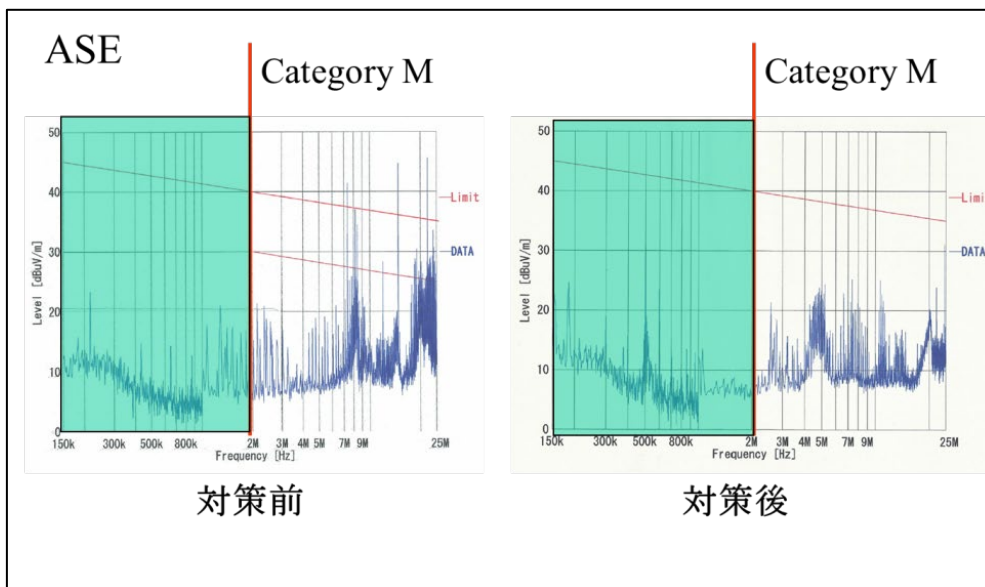 ASE
Category M
Category M
50
40
30
20
10
0
Level [dBuV/m]
Limit
DATA
150k 300k 500k 800k 2M 3M 4M 5M 7M 9M 25M
Frequency [Hz]
対策前
50
40
30
20
10
0
Level [dBuV/m]
Limi
DATA
150k 300k 500k 800k 2M 3M 4M 5M 7M 9M 25M
Frequency [Hz]
対策後